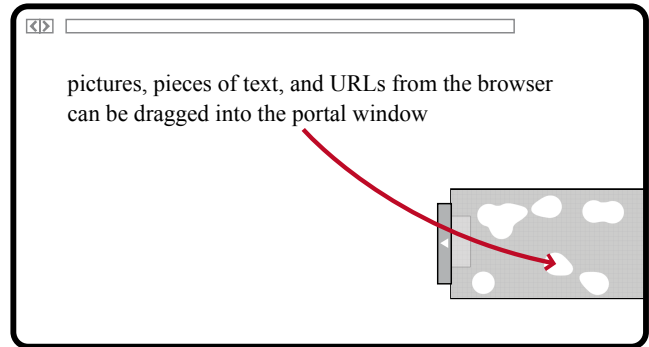 pictures, pieces of text, and URLs from the browser
can be dragged into the portal window